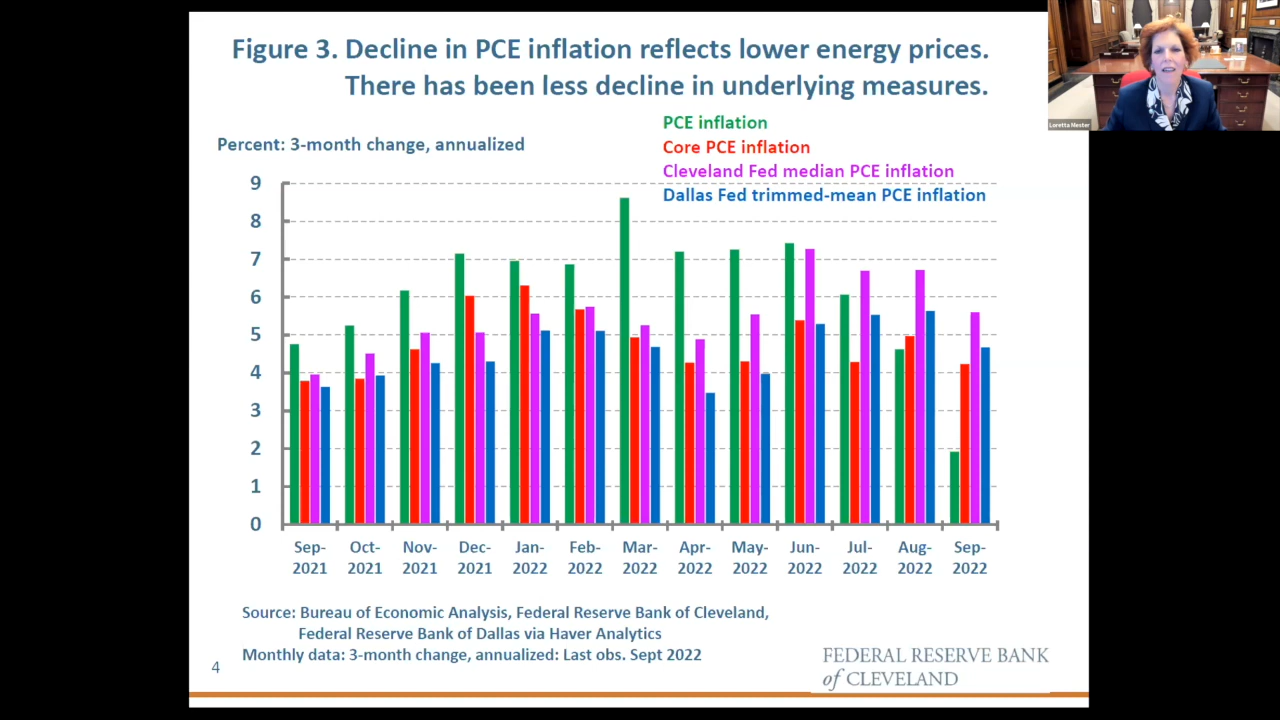 Figure 3. Decline in PCE inflation reflects lower energy prices.
There has been less decline in underlying measures.
Loretta Mester
PCE inflation
Core PCE inflation
Cleveland Fed median PCE inflation
Dallas Fed trimmed-mean PCE inflation
Percent: 3-month change, annualized
9
8
7
6
5
4
3
2
1
0
Sep- Oct- Nov- Dec- Jan- Feb- Mar- Apr- May- Jun- Jul- Aug- Sep-
2021 2021 2021 2021 2022 2022 2022 2022 2022 2022 2022 2022 2022
Source: Bureau of Economic Analysis, Federal Reserve Bank of Cleveland,
Federal Reserve Bank of Dallas via Haver Analytics
Monthly data: 3-month change, annualized: Last obs. Sept 2022
4
FEDERAL RESERVE BANK
of CLEVELAND